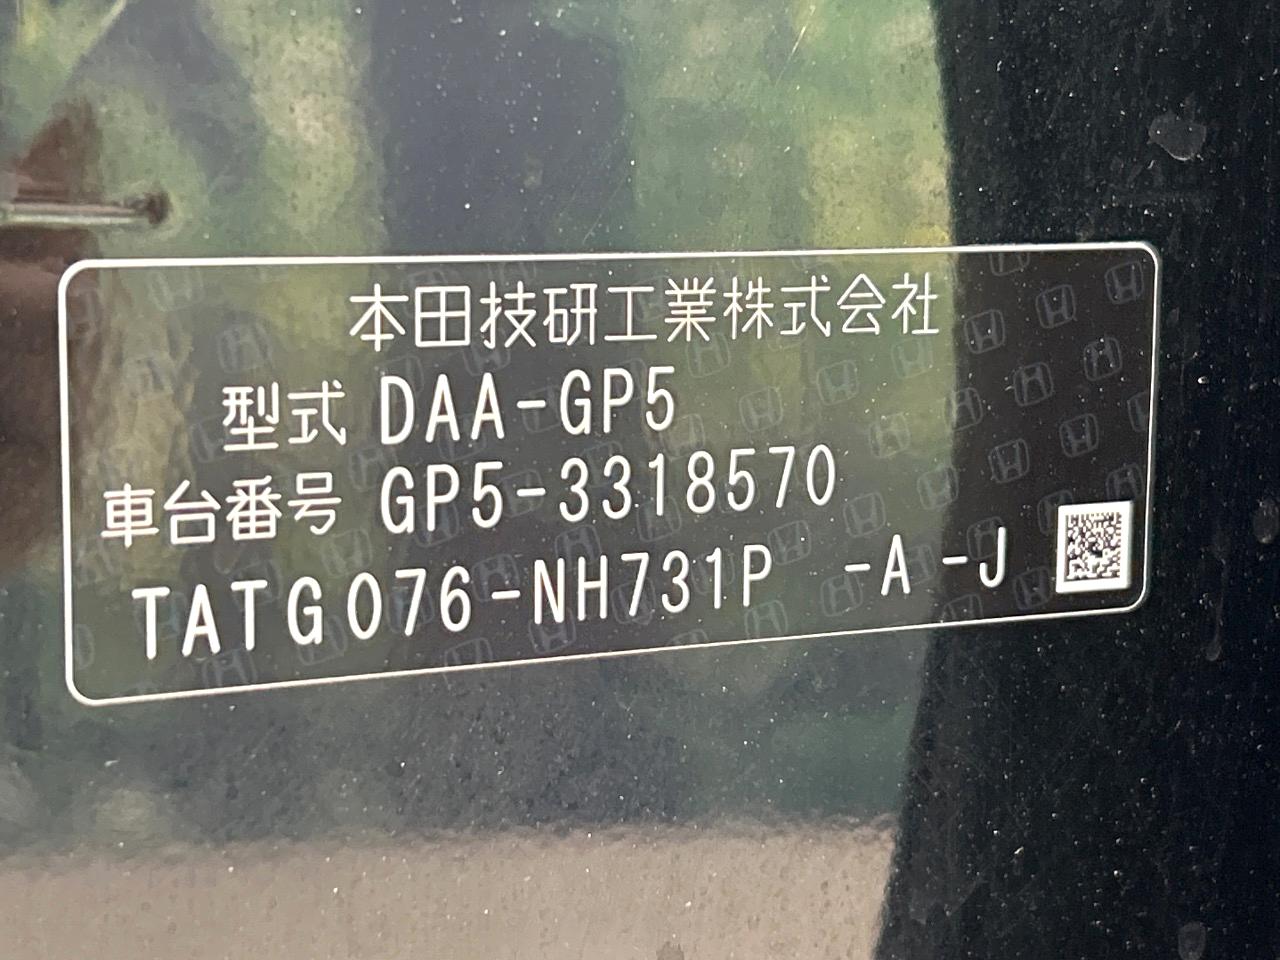 本田技研工業株式会社
型式 DAA-GP5
車台番号 GP5-3318570
TATG076-NH731P -A-J